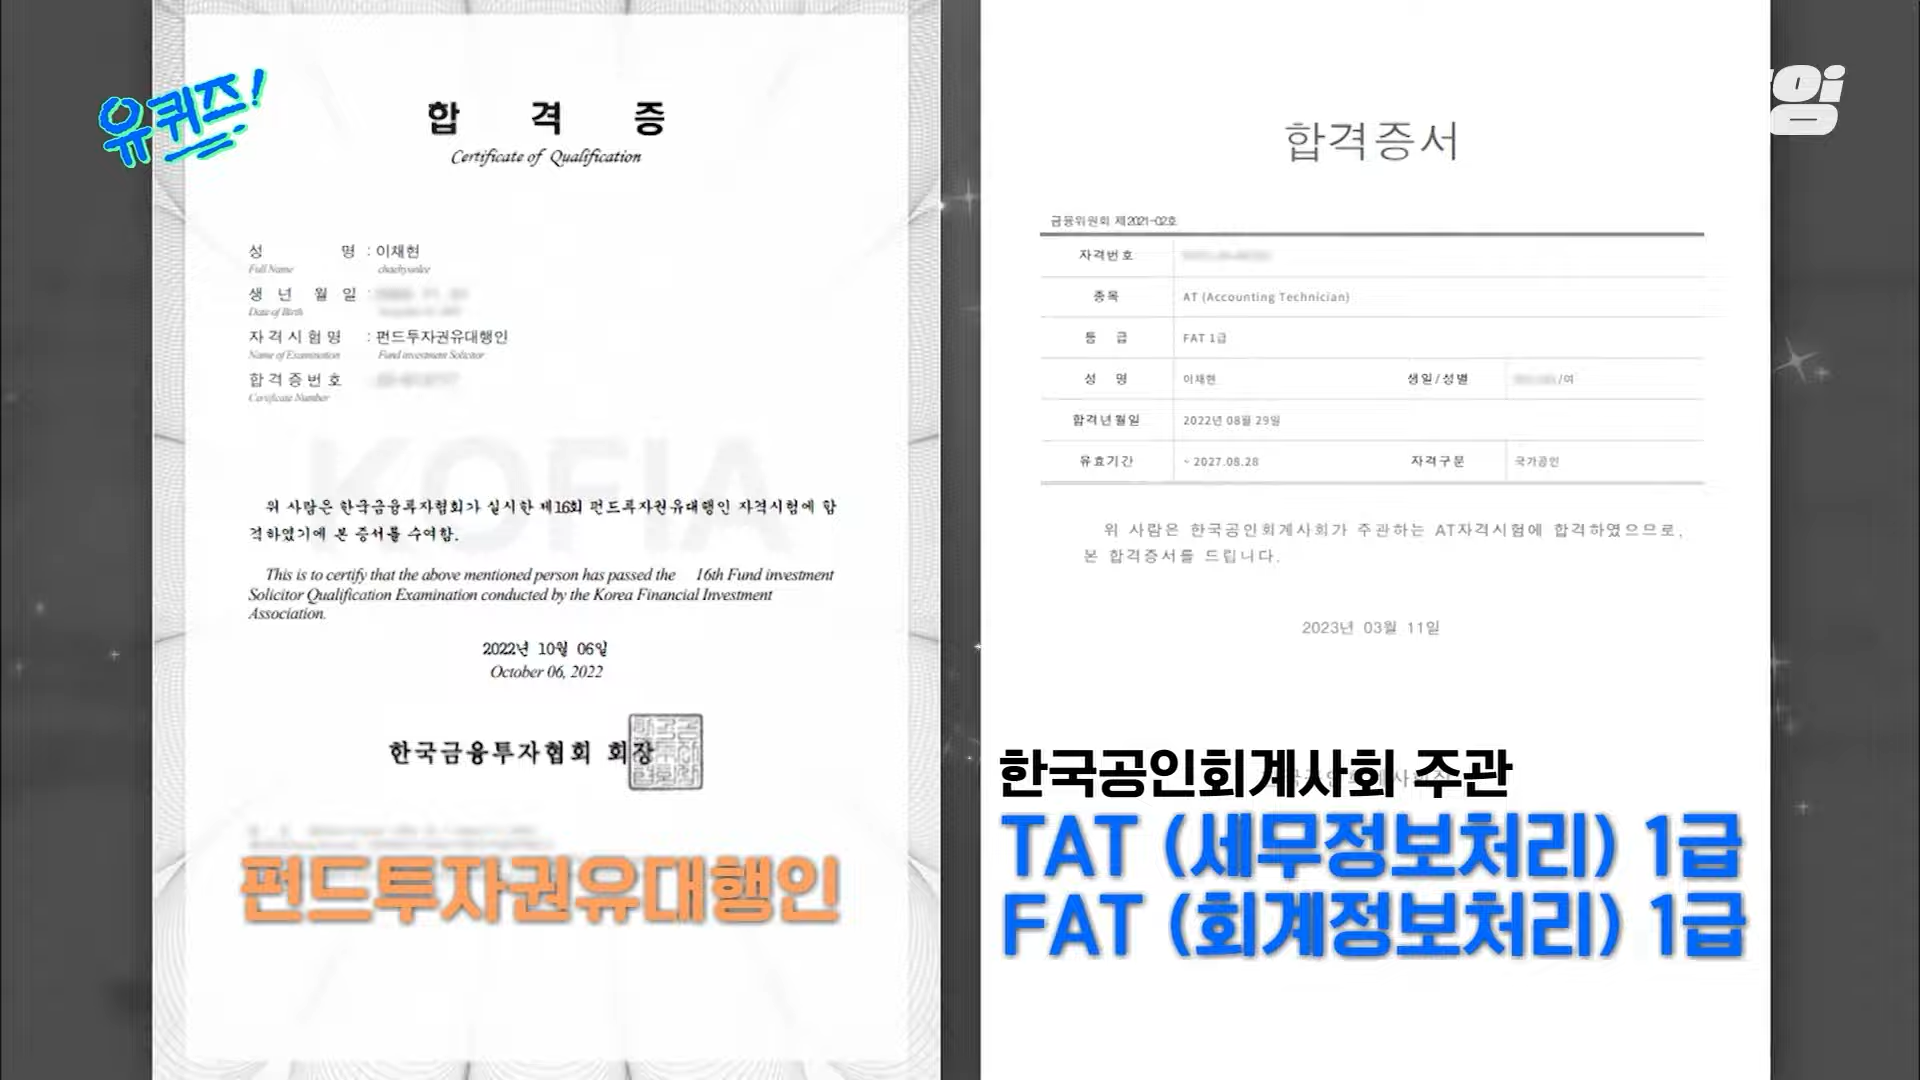 유퀴즈!
합 격 증
Certificate of Qualification
성 명 : 이채현
Full Name chaehyunlee
생 년 월 일 :
Date of Birth
자 격 시 험 명 : 펀드투자권유대행인
Name of Examination Fund investment Solicitor
합 격 증 번 호 :
Certificate Number
KOFIA
위 사람은 한국금융투자협회가 실시한 제16회 펀드투자권유대행인 자격시험에 합
격하였기에 본 증서를 수여함.
This is to certify that the above mentioned person has passed the 16th Fund investment
Solicitor Qualification Examination conducted by the Korea Financial Investment
Association.
2022년 10월 06일
October 06, 2022
한국금융투자협회 회장
펀드투자권유대행인
합격증서
금융위원회 제2021-02호
자격번호
종목 AT (Accounting Technician)
등 급 FAT 1급
성 명 이채현 생일/성별 /여
합격년월일 2022년 08월 29일
유효기간 ~ 2027.08.28 자격구분 국가공인
위 사람은 한국공인회계사회가 주관하는 AT자격시험에 합격하였으므로,
본 합격증서를 드립니다.
2023년 03월 11일
한국공인회계사회 주관
TAT (세무정보처리) 1급
FAT (회계정보처리) 1급